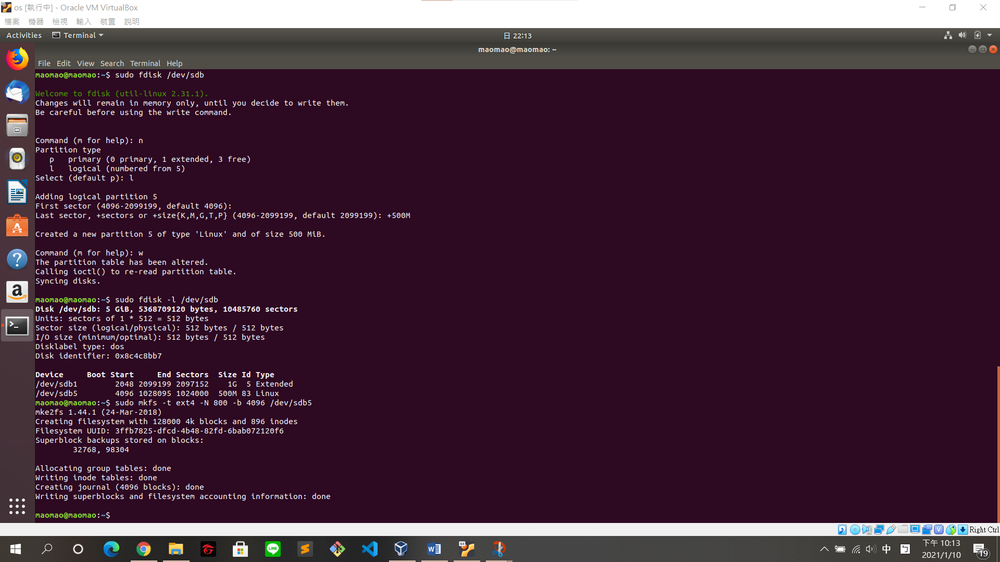 os [執行中] - Oracle VM VirtualBox
檔案 機器 檢視 輸入 裝置 說明
Activities Terminal 日 22:13
maomao@maomao: ~
File Edit View Search Terminal Help
maomao@maomao:~$ sudo fdisk /dev/sdb
Welcome to fdisk (util-linux 2.31.1).
Changes will remain in memory only, until you decide to write them.
Be careful before using the write command.
Command (m for help): n
Partition type
p primary (0 primary, 1 extended, 3 free)
l logical (numbered from 5)
Select (default p): l
Adding logical partition 5
First sector (4096-2099199, default 4096):
Last sector, +sectors or +size{K,M,G,T,P} (4096-2099199, default 2099199): +500M
Created a new partition 5 of type 'Linux' and of size 500 MiB.
Command (m for help): w
The partition table has been altered.
Calling ioctl() to re-read partition table.
Syncing disks.
maomao@maomao:~$ sudo fdisk -l /dev/sdb
Disk /dev/sdb: 5 GiB, 5368709120 bytes, 10485760 sectors
Units: sectors of 1 * 512 = 512 bytes
Sector size (logical/physical): 512 bytes / 512 bytes
I/O size (minimum/optimal): 512 bytes / 512 bytes
Disklabel type: dos
Disk identifier: 0x8c4c8bb7
Device Boot Start End Sectors Size Id Type
/dev/sdb1 2048 2099199 2097152 1G 5 Extended
/dev/sdb5 4096 1028095 1024000 500M 83 Linux
maomao@maomao:~$ sudo mkfs -t ext4 -N 800 -b 4096 /dev/sdb5
mke2fs 1.44.1 (24-Mar-2018)
Creating filesystem with 128000 4k blocks and 896 inodes
Filesystem UUID: 3ffb7825-dfcd-4b48-82fd-6bab072120f6
Superblock backups stored on blocks:
32768, 98304
Allocating group tables: done
Writing inode tables: done
Creating journal (4096 blocks): done
Writing superblocks and filesystem accounting information: done
maomao@maomao:~$
Right Ctrl
中 ㄅ 下午 10:13
2021/1/10
19